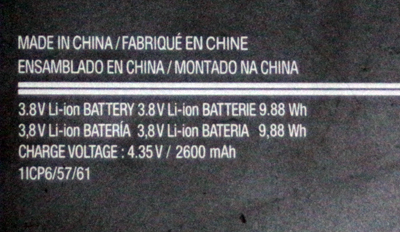 MADE IN CHINA / FABRIQUÉ EN CHINE
ENSAMBLADO EN CHINA / MONTADO NA CHINA
3.8V Li-ion BATTERY 3.8V Li-ion BATTERIE 9.88 Wh
3,8V Li-ion BATERÍA 3,8V Li-ion BATERIA 9,88 Wh
CHARGE VOLTAGE : 4.35V / 2600 mAh
1ICP6/57/61